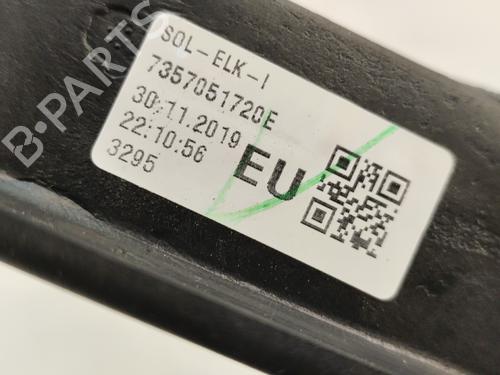 SOL-ELK-I
7357051720E
30.11.2019
22:10:56
3295
EU
B-PARTS